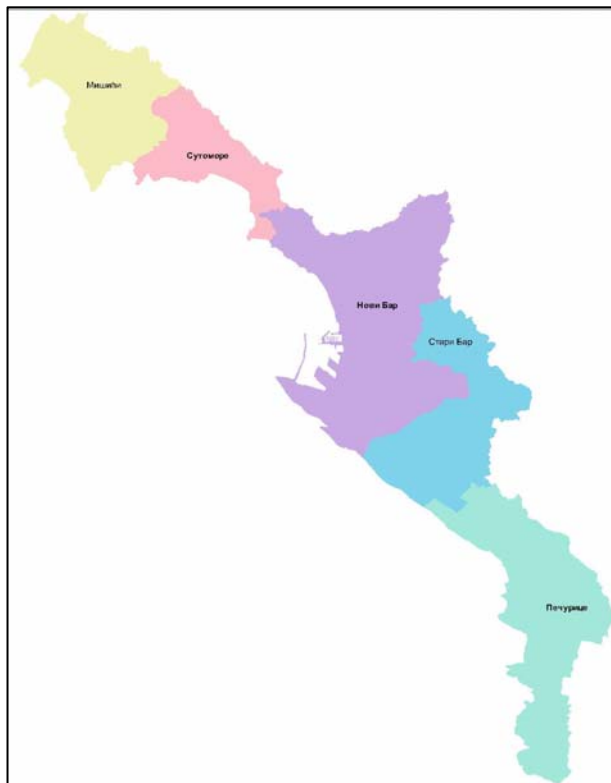 Мишићи
Сутоморе
Нови Бар
Стари Бар
Печурице